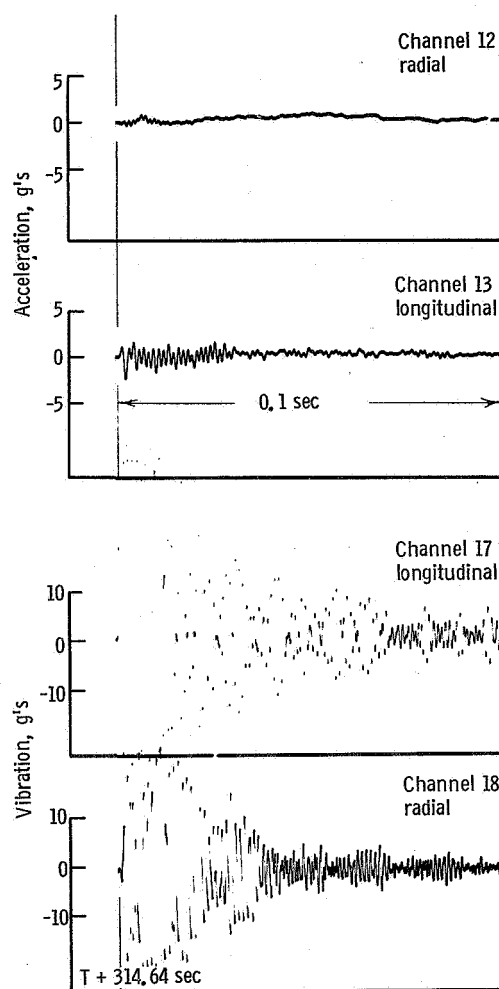 Channel 12
radial
5
0
-5
Acceleration, g's
Channel 13
longitudinal
5
0
-5
0.1 sec
Channel 17
longitudinal
10
0
-10
Vibration, g's
Channel 18
radial
10
0
-10
T + 314.64 sec